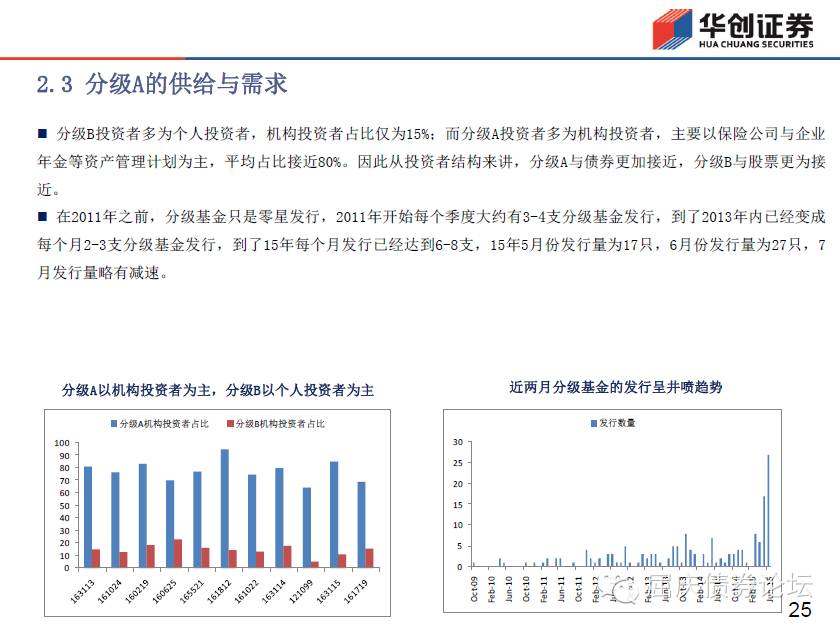 华创证券
HUA CHUANG SECURITIES
2.3 分级A的供给与需求
■ 分级B投资者多为个人投资者，机构投资者占比仅为15%；而分级A投资者多为机构投资者，主要以保险公司与企业
年金等资产管理计划为主，平均占比接近80%。因此从投资者结构来讲，分级A与债券更加接近，分级B与股票更为接
近。
■ 在2011年之前，分级基金只是零星发行，2011年开始每个季度大约有3-4支分级基金发行，到了2013年内已经变成
每个月2-3支分级基金发行，到了15年每个月发行已经达到6-8支，15年5月份发行量为17只，6月份发行量为27只，7
月发行量略有减速。
分级A以机构投资者为主，分级B以个人投资者为主
分级A机构投资者占比 分级B机构投资者占比
100
90
80
70
60
50
40
30
20
10
0
163113 161024 160219 160625 165521 161812 161022 163114 121099 163115 161719
近两月分级基金的发行呈井喷趋势
发行数量
30
25
20
15
10
5
0
Oct-09 Feb-10 Jun-10 Oct-10 Feb-11 Jun-11 Oct-11 Feb-12
国庆债券论坛
25